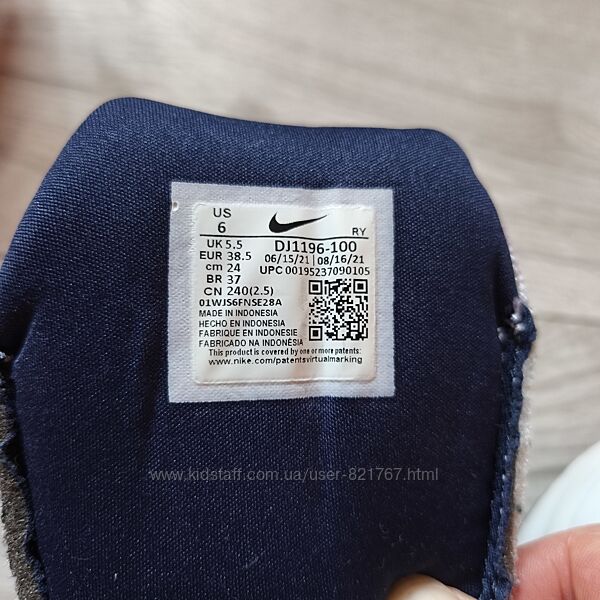 US
6 RY
UK 5.5 DJ1196-100
EUR 38.5 06/15/21 08/16/21
cm 24 UPC 00195237090105
BR 37
CN 240(2.5)
01WJS6FNSE28A
MADE IN INDONESIA
HECHO EN INDONESIA
FABRIQUE EN INDONESIE
FABRICADO NA INDONÉSIA
This product is covered by one or more patents:
www.nike.com/patentsvirtualmarking
www.kidstaff.com.ua/user-821767.html